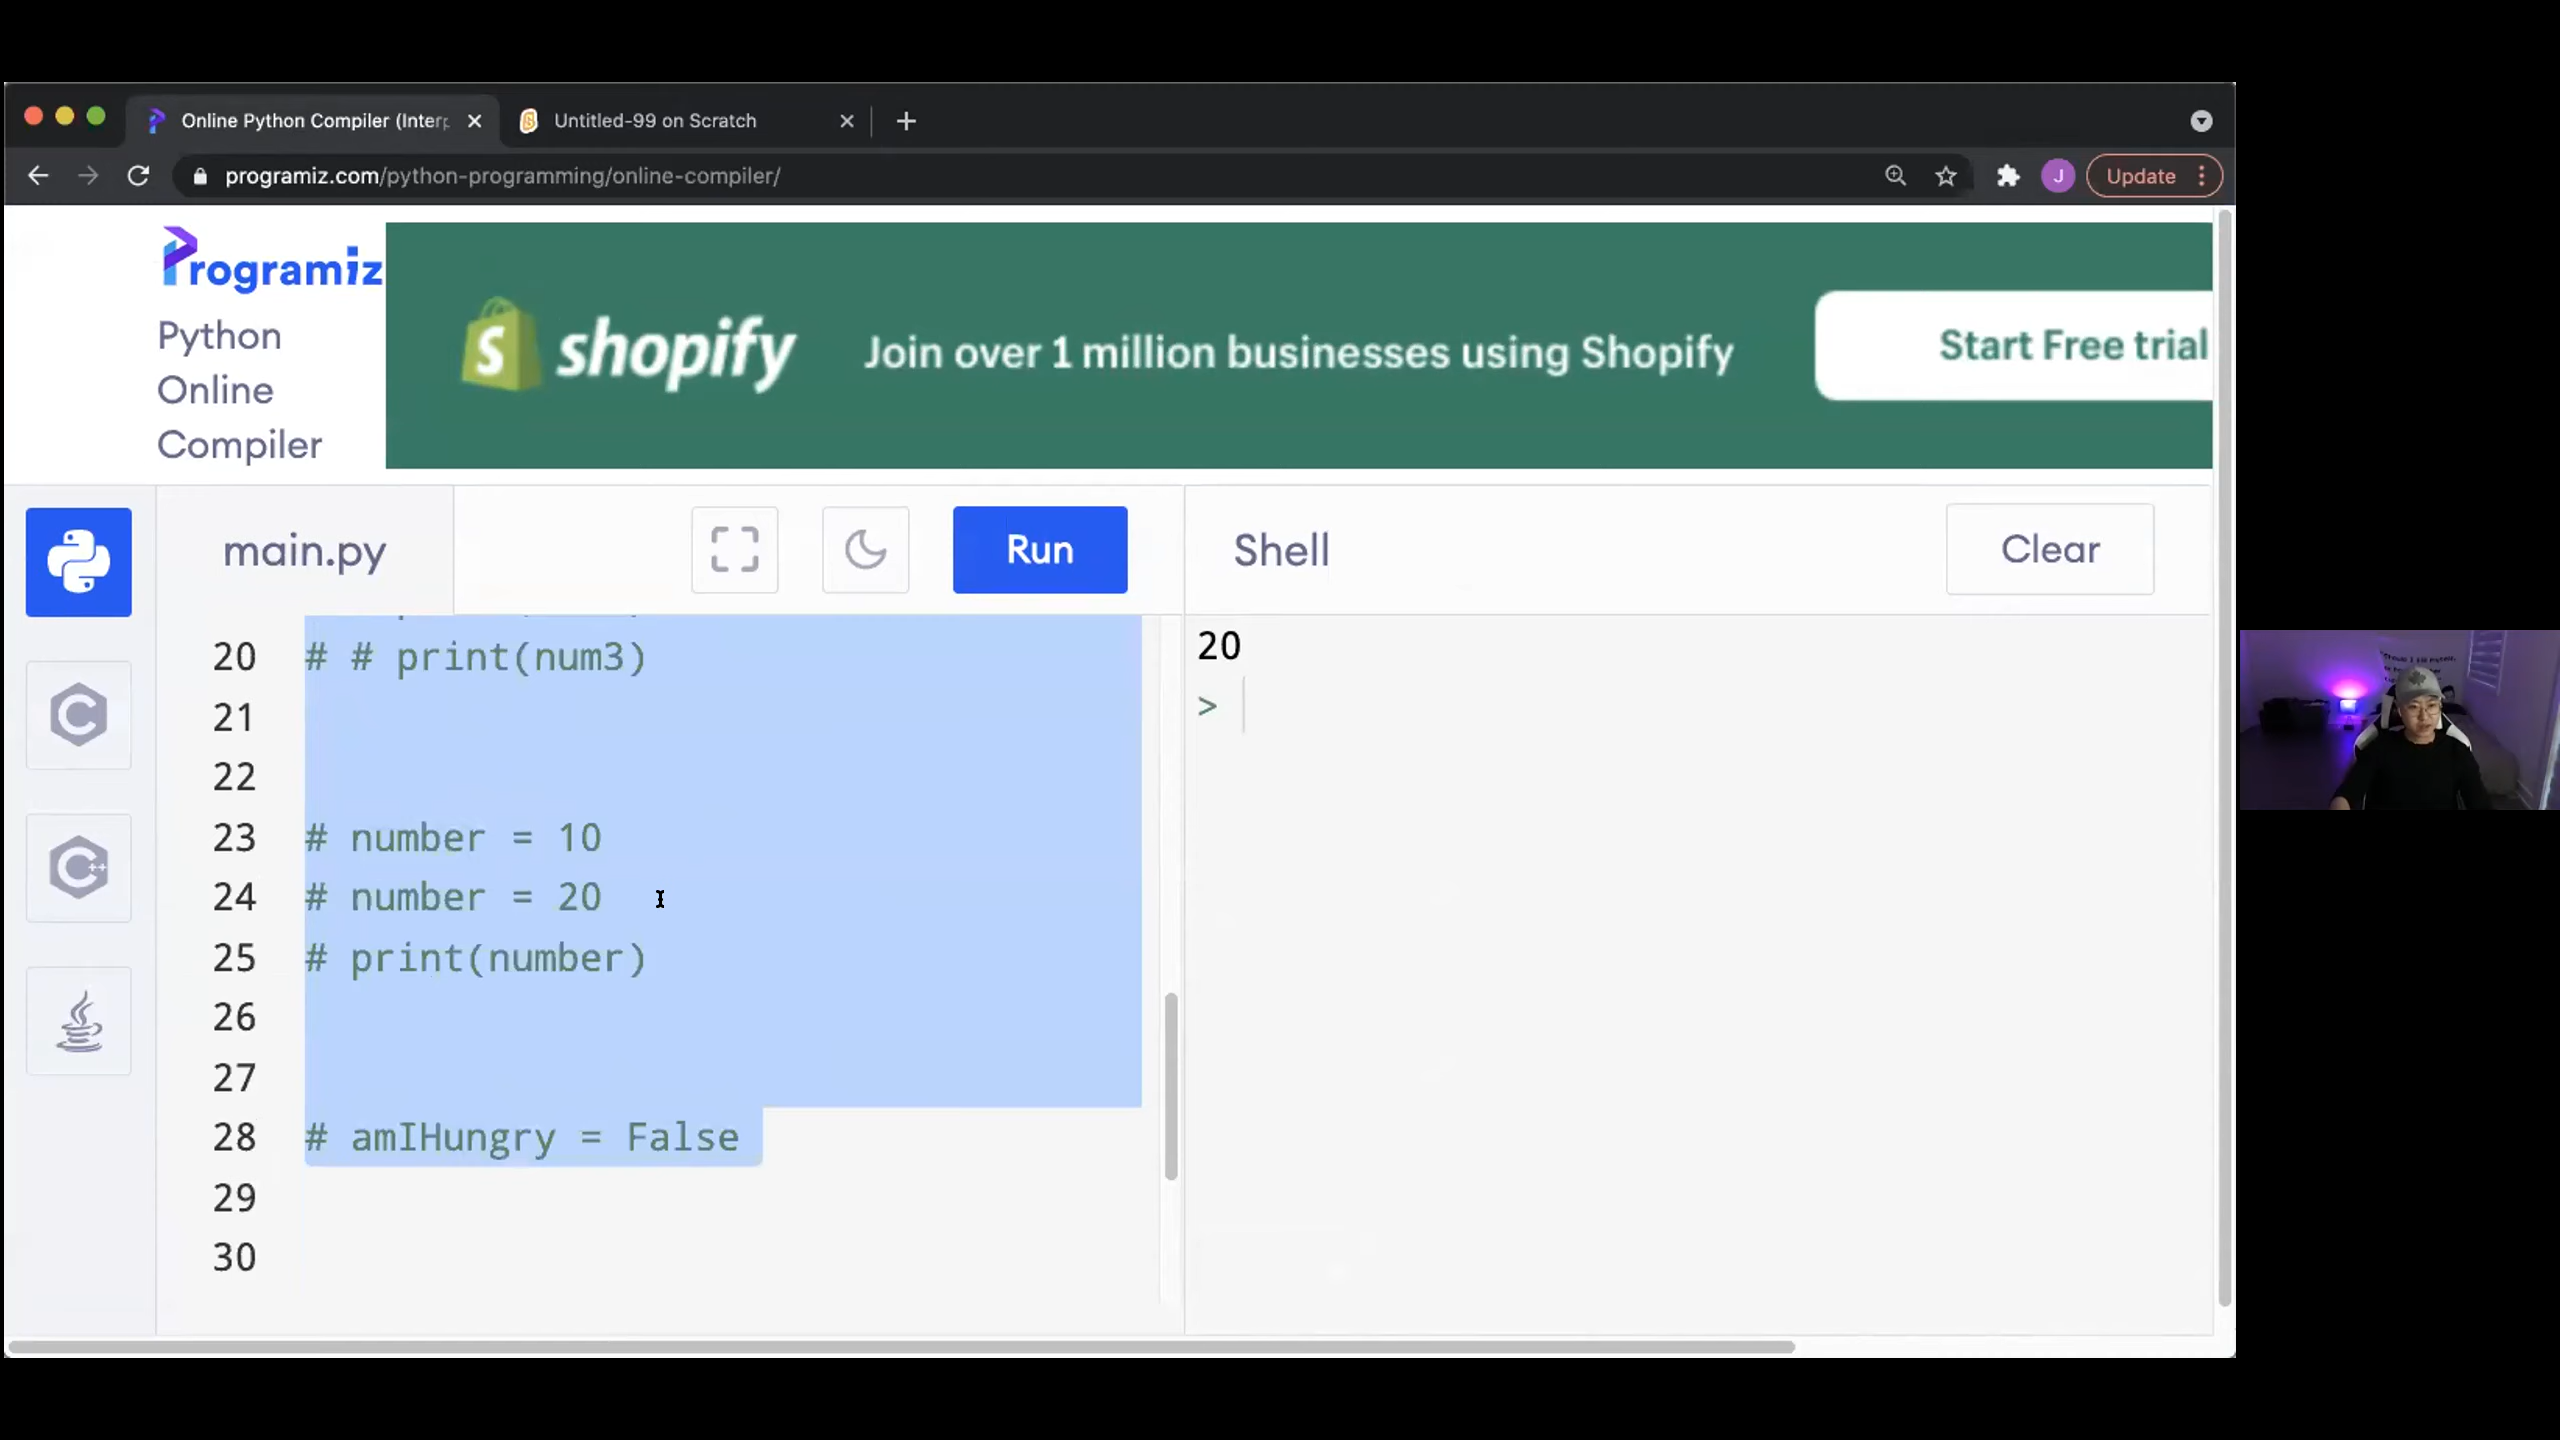 Online Python Compiler (Inter
Untitled-99 on Scratch
programiz.com/python-programming/online-compiler/
J
Update
Programiz
Python
Online
Compiler
shopify
Join over 1 million businesses using Shopify
Start Free trial
main.py
Run
Shell
Clear
20 # # print(num3)
21
22
23 # number = 10
24 # number = 20
25 # print(number)
26
27
28 # amIHungry = False
29
30
20
>